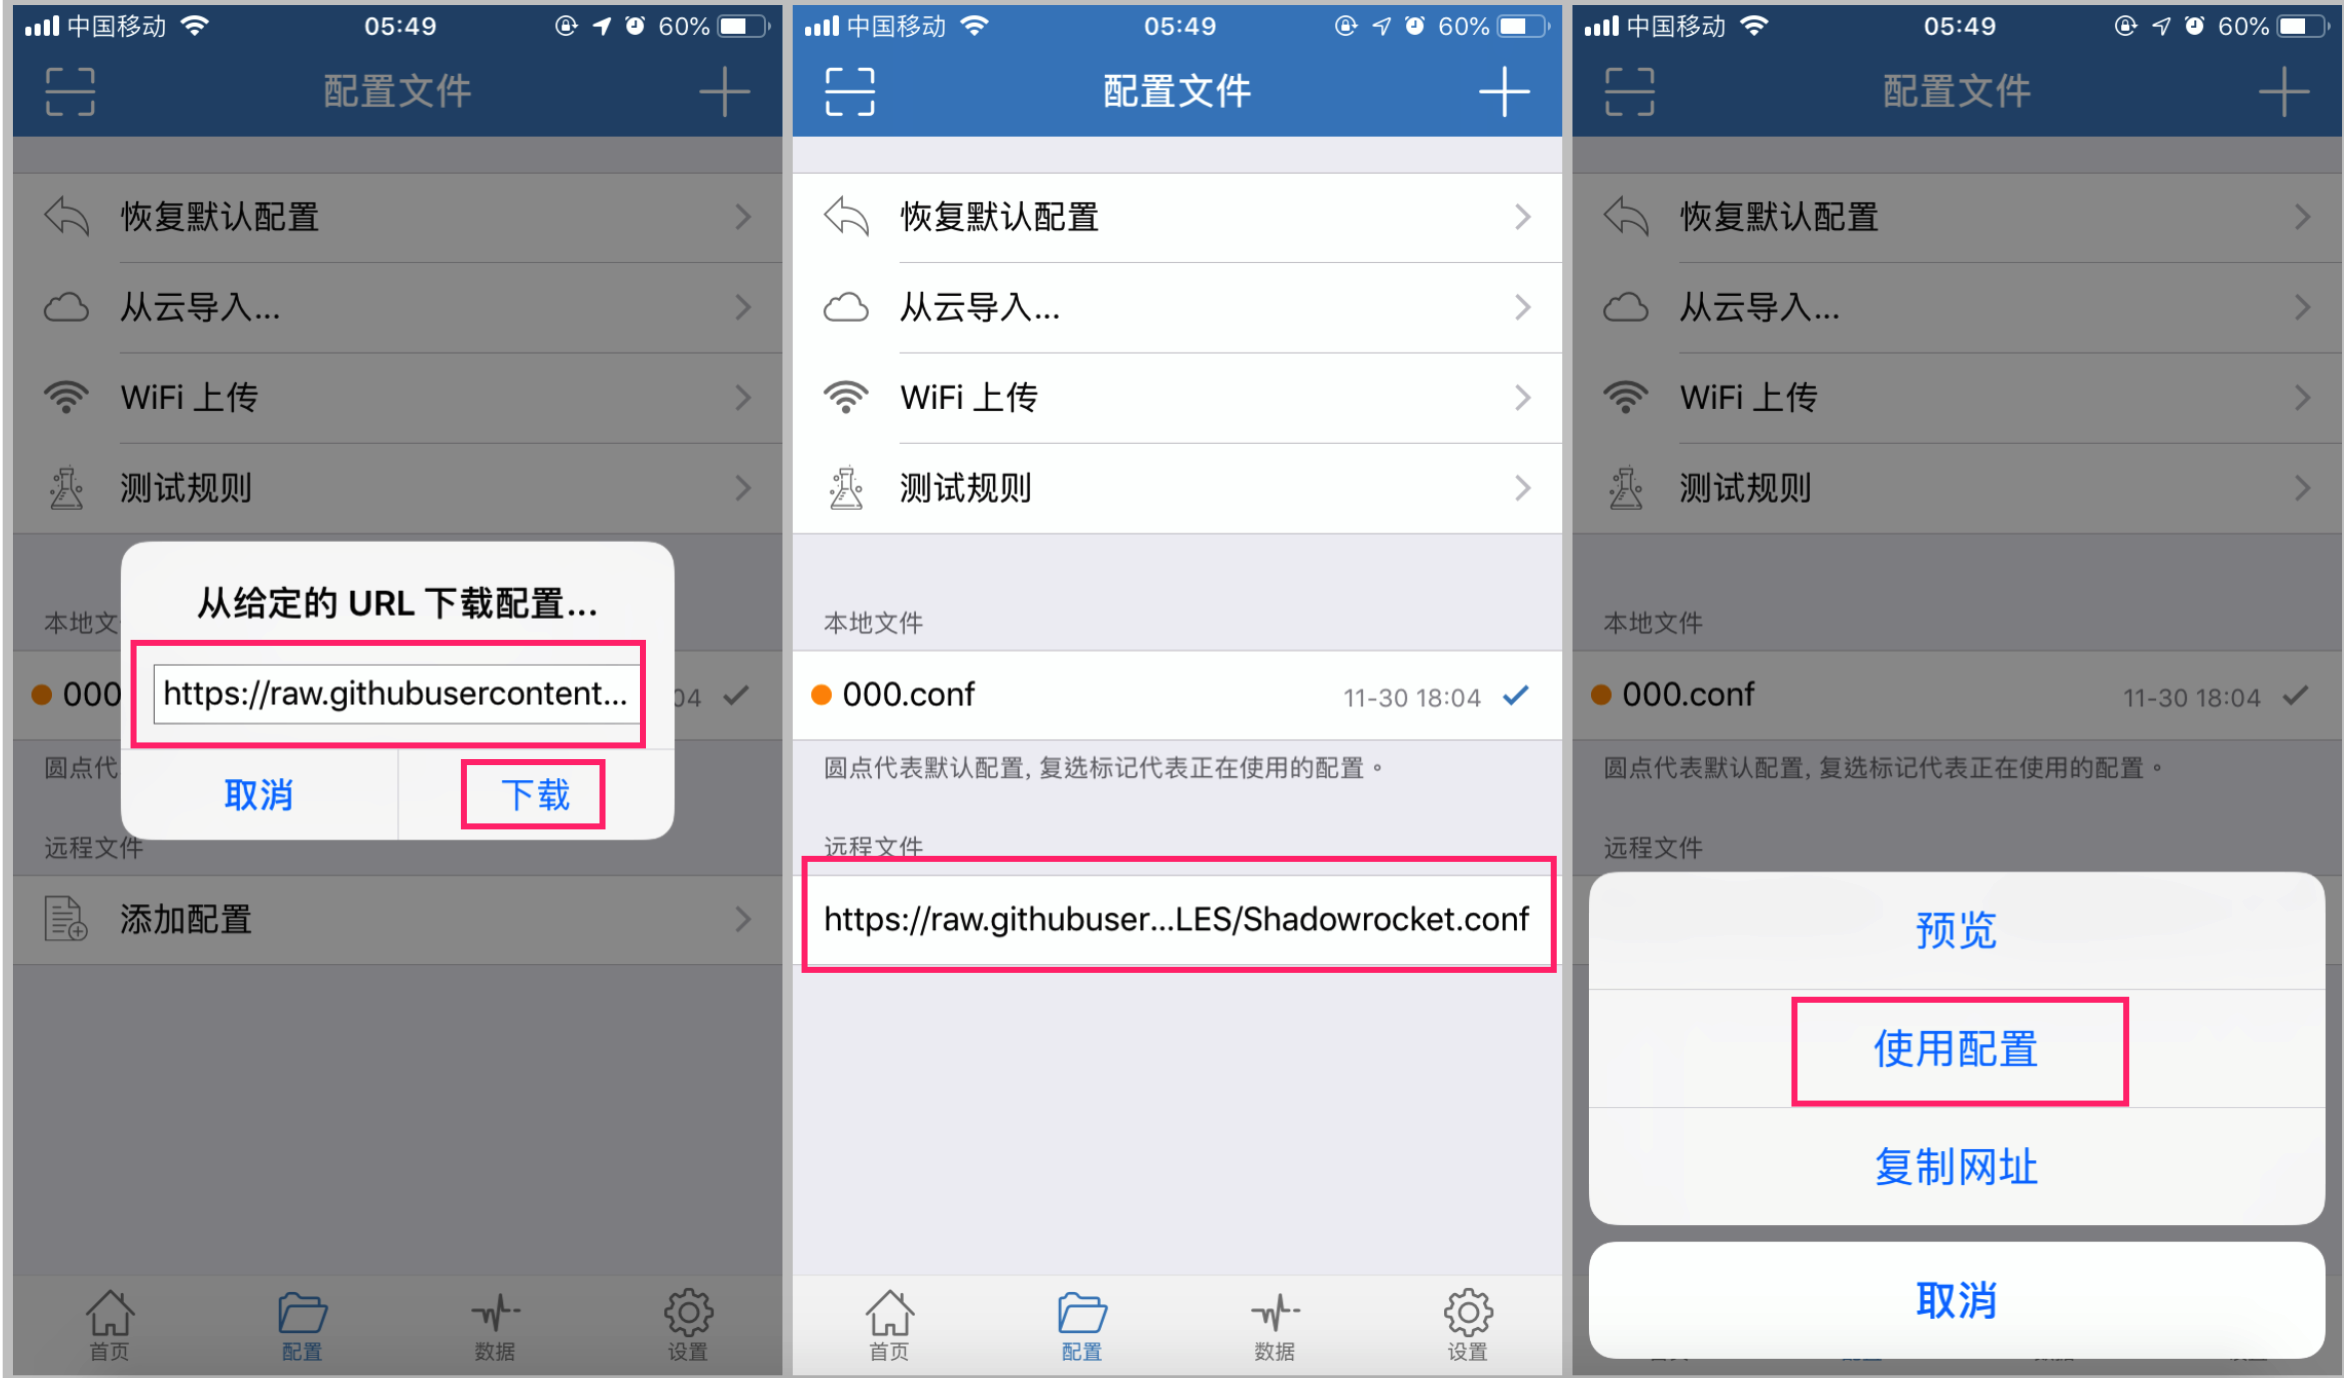 中国移动
05:49
60%
配置文件
恢复默认配置
从云导入...
WiFi 上传
测试规则
从给定的 URL 下载配置...
本地文
https://raw.githubusercontent...
000
04
圆点代
取消
下载
远程文件
添加配置
首页
配置
数据
设置
中国移动
05:49
60%
配置文件
恢复默认配置
从云导入...
WiFi 上传
测试规则
本地文件
000.conf
11-30 18:04
圆点代表默认配置, 复选标记代表正在使用的配置。
远程文件
https://raw.githubuser...LES/Shadowrocket.conf
首页
配置
数据
设置
中国移动
05:49
60%
配置文件
恢复默认配置
从云导入...
WiFi 上传
测试规则
本地文件
000.conf
11-30 18:04
圆点代表默认配置, 复选标记代表正在使用的配置。
远程文件
预览
使用配置
复制网址
取消